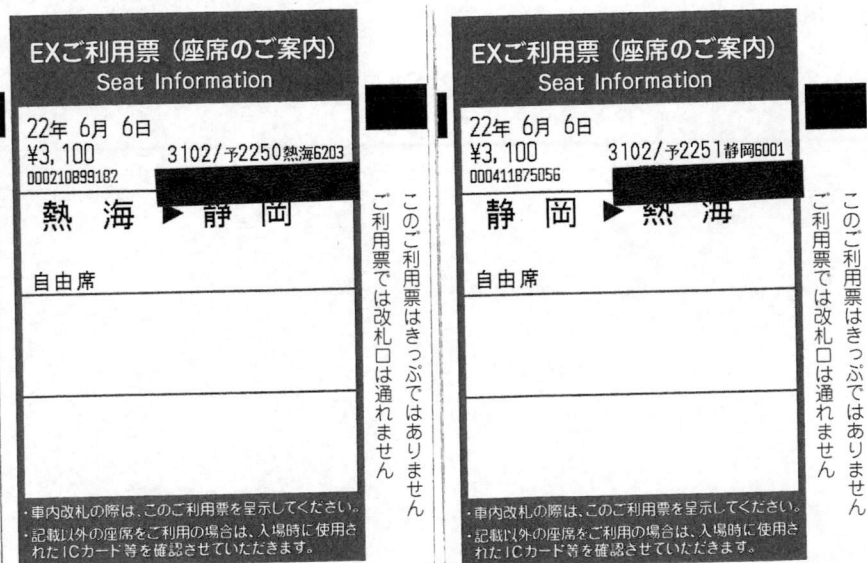 EXご利用票（座席のご案内）
Seat Information
22年 6月 6日
¥3,100 3102/予2250熱海6203
000210899182
熱 海 ▶ 静 岡
自由席
・車内改札の際は、このご利用票を呈示してください。
・記載以外の座席をご利用の場合は、入場時に使用さ
れたICカード等を確認させていただきます。
このご利用票はきっぷではありません
ご利用票では改札口は通れません
EXご利用票（座席のご案内）
Seat Information
22年 6月 6日
¥3,100 3102/予2251静岡6001
000411875056
静 岡 ▶ 熱 海
自由席
・車内改札の際は、このご利用票を呈示してください。
・記載以外の座席をご利用の場合は、入場時に使用さ
れたICカード等を確認させていただきます。
このご利用票はきっぷではありません
ご利用票では改札口は通れません